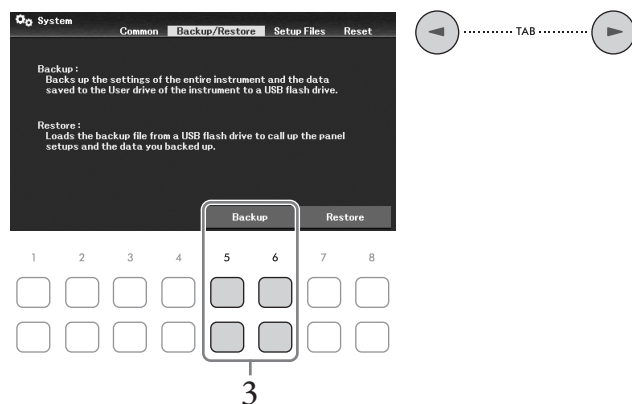 System
Common Backup/Restore Setup Files Reset
TAB
Backup :
Backs up the settings of the entire instrument and the data
saved to the User drive of the instrument to a USB flash drive.
Restore :
Loads the backup file from a USB flash drive to call up the panel
setups and the data you backed up.
Backup Restore
1 2 3 4 5 6 7 8
3